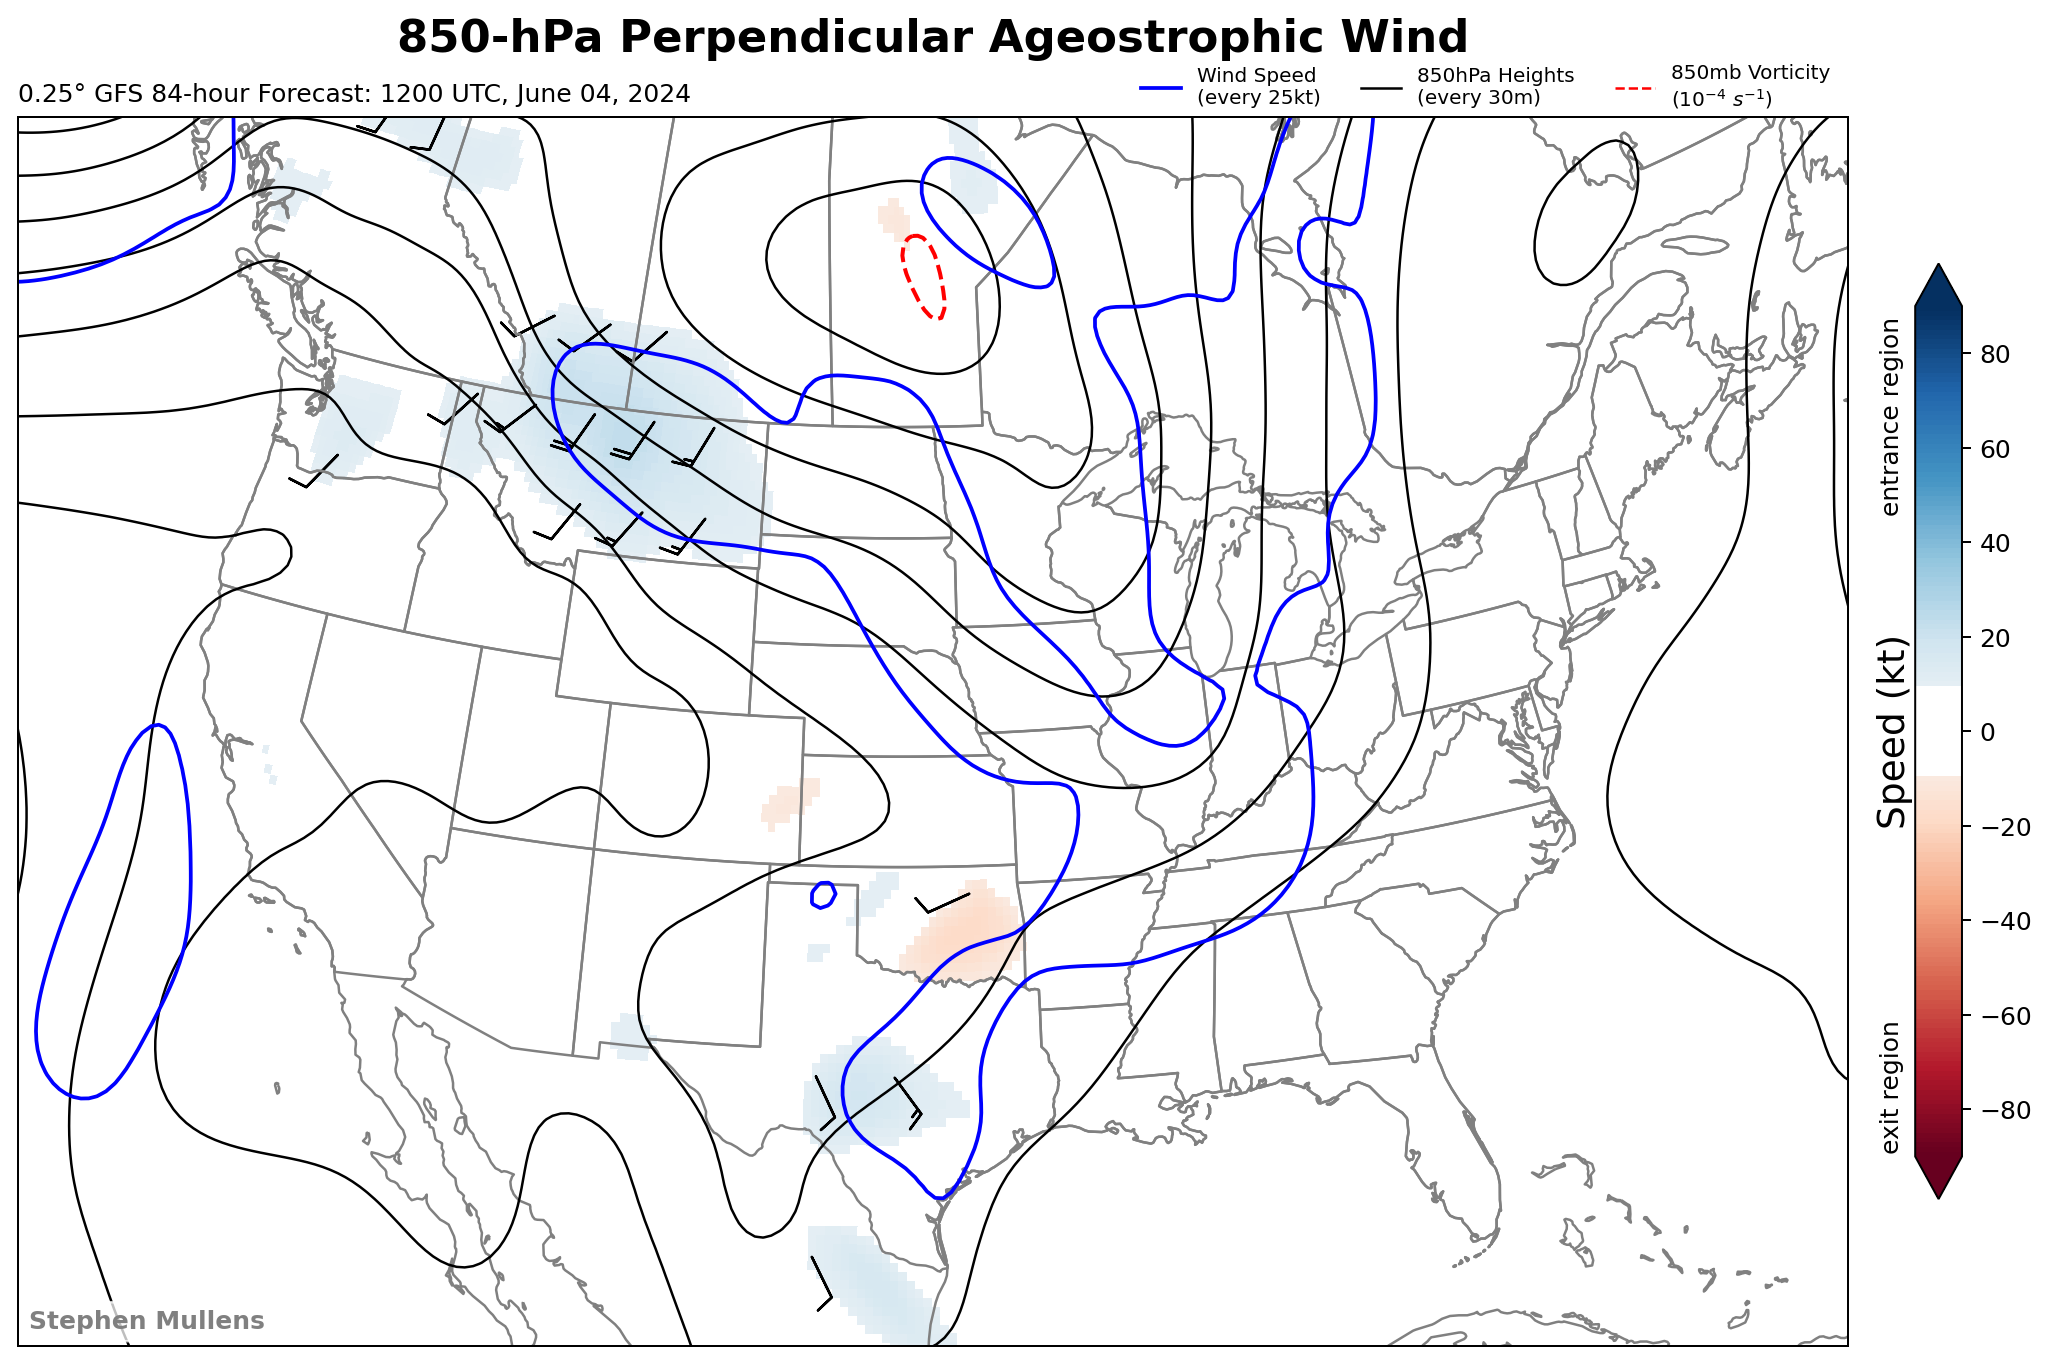 850-hPa Perpendicular Ageostrophic Wind
0.25° GFS 84-hour Forecast: 1200 UTC, June 04, 2024
Wind Speed
(every 25kt)
850hPa Heights
(every 30m)
850mb Vorticity
(10⁻⁴ s⁻¹)
entrance region
exit region
Speed (kt)
80
60
40
20
0
−20
−40
−60
−80
Stephen Mullens